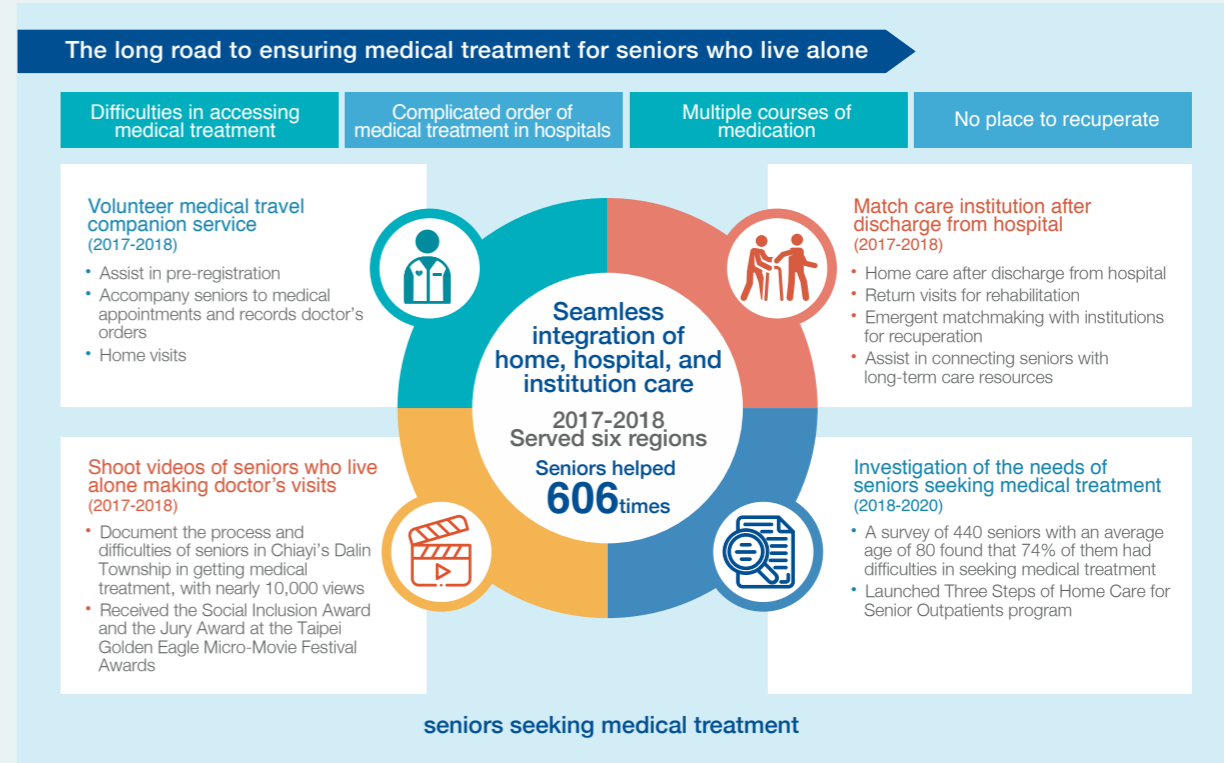 The long road to ensuring medical treatment for seniors who live alone
Difficulties in accessing
medical treatment
Complicated order of
medical treatment in hospitals
Multiple courses of
medication
No place to recuperate
Volunteer medical travel
companion service
(2017-2018)
• Assist in pre-registration
• Accompany seniors to medical
appointments and records doctor's
orders
• Home visits
Match care institution after
discharge from hospital
(2017-2018)
• Home care after discharge from hospital
• Return visits for rehabilitation
• Emergent matchmaking with institutions
for recuperation
• Assist in connecting seniors with
long-term care resources
Seamless
integration of
home, hospital, and
institution care
2017-2018
Served six regions
Seniors helped
606 times
Shoot videos of seniors who live
alone making doctor's visits
(2017-2018)
• Document the process and
difficulties of seniors in Chiayi's Dalin
Township in getting medical
treatment, with nearly 10,000 views
• Received the Social Inclusion Award
and the Jury Award at the Taipei
Golden Eagle Micro-Movie Festival
Awards
Investigation of the needs of
seniors seeking medical treatment
(2018-2020)
• A survey of 440 seniors with an average
age of 80 found that 74% of them had
difficulties in seeking medical treatment
• Launched Three Steps of Home Care for
Senior Outpatients program
seniors seeking medical treatment